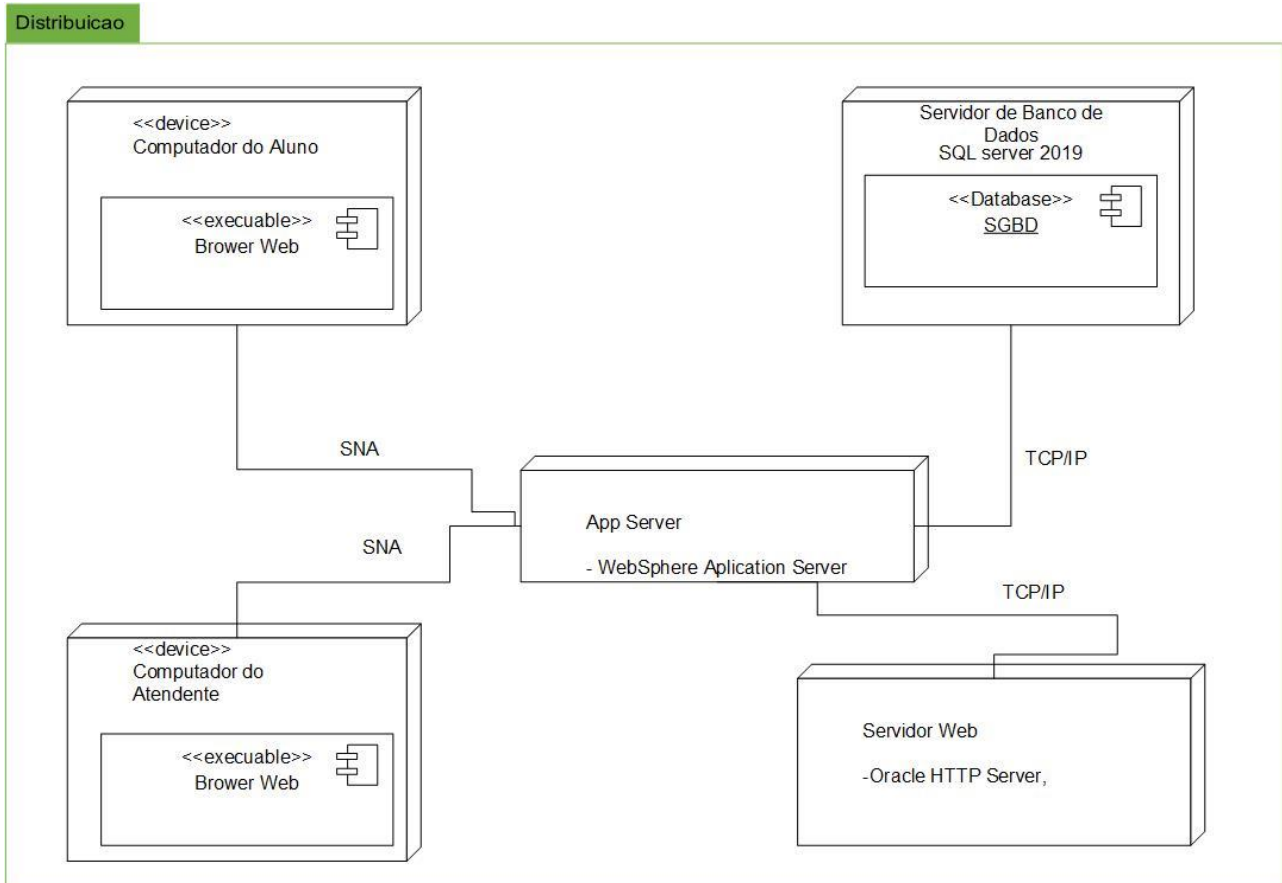 Distribuicao
<<device>>
Computador do Aluno
<<execuable>>
Brower Web
Servidor de Banco de
Dados
SQL server 2019
<<Database>>
SGBD
SNA
TCP/IP
App Server
- WebSphere Aplication Server
SNA
TCP/IP
<<device>>
Computador do
Atendente
<<execuable>>
Brower Web
Servidor Web
-Oracle HTTP Server,